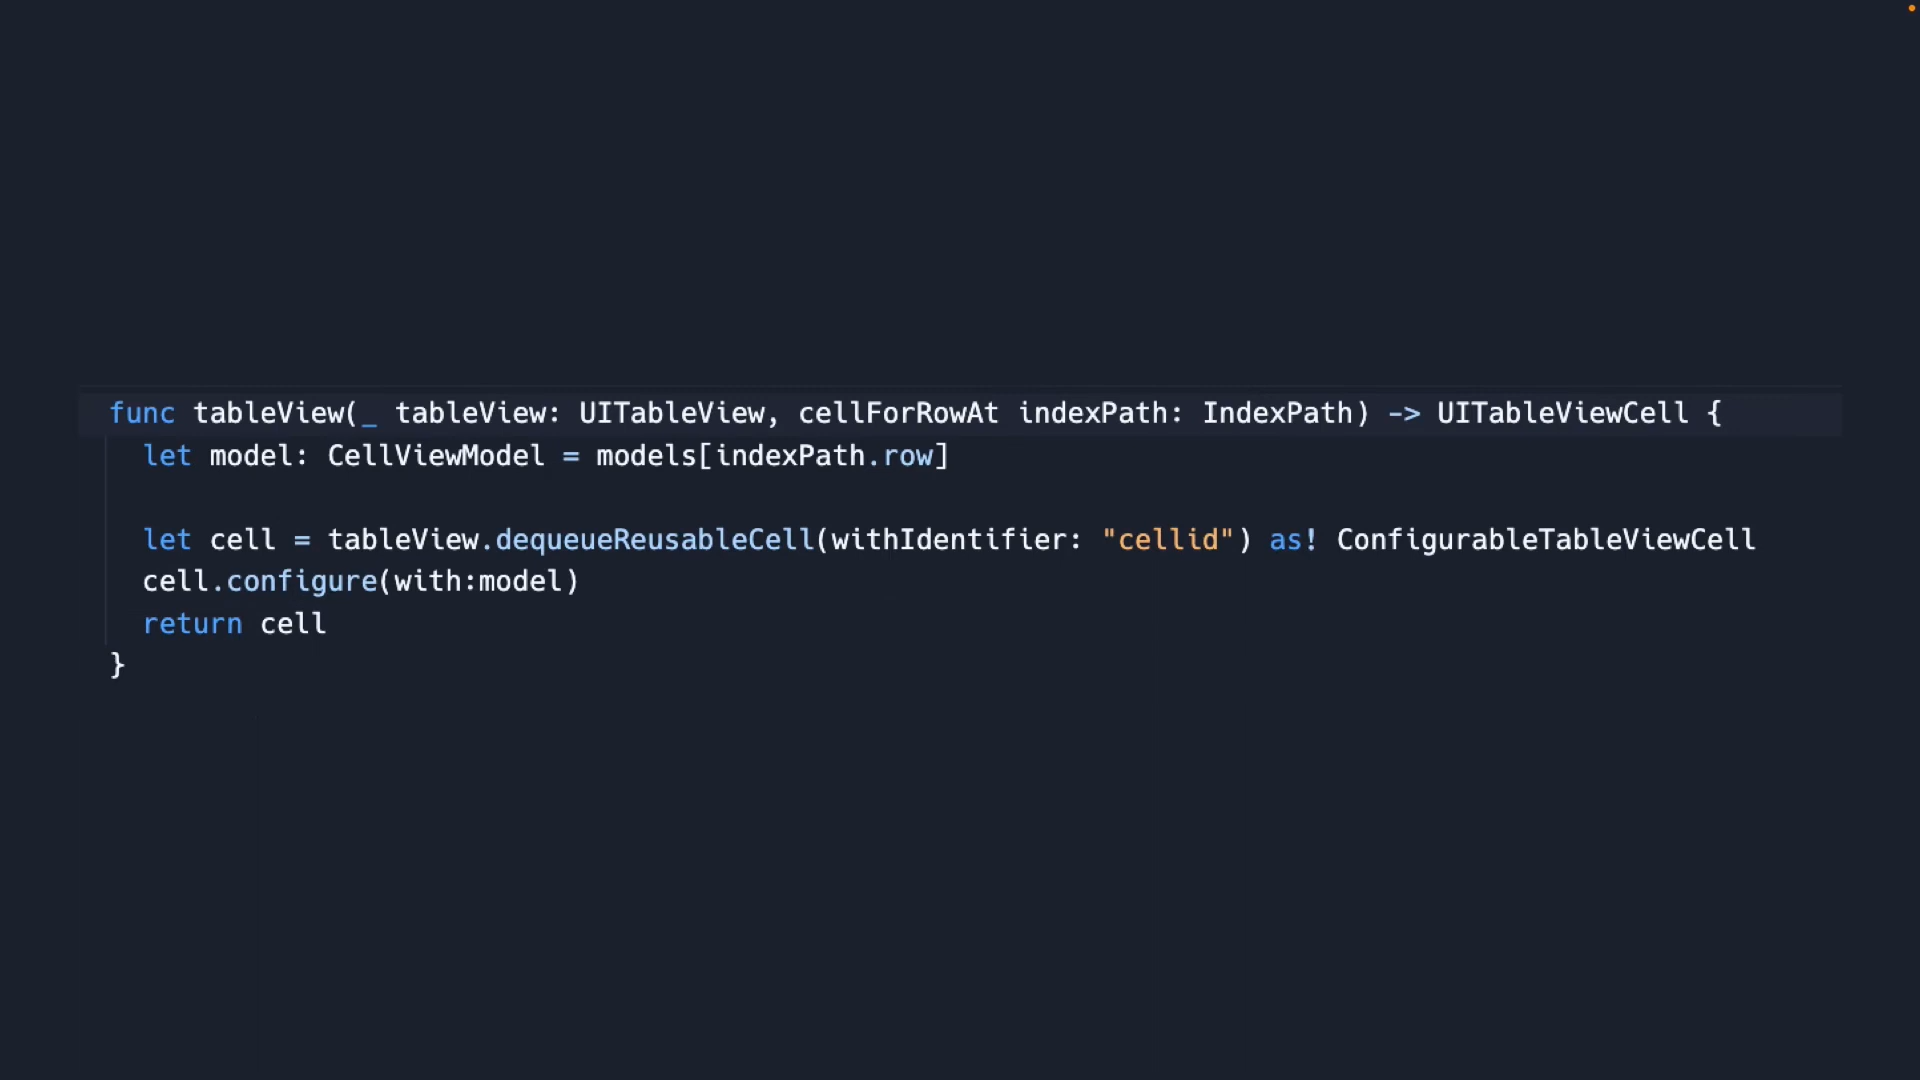 func tableView(_ tableView: UITableView, cellForRowAt indexPath: IndexPath) -> UITableViewCell {
  let model: CellViewModel = models[indexPath.row]

  let cell = tableView.dequeueReusableCell(withIdentifier: "cellid") as! ConfigurableTableViewCell
  cell.configure(with:model)
  return cell
}